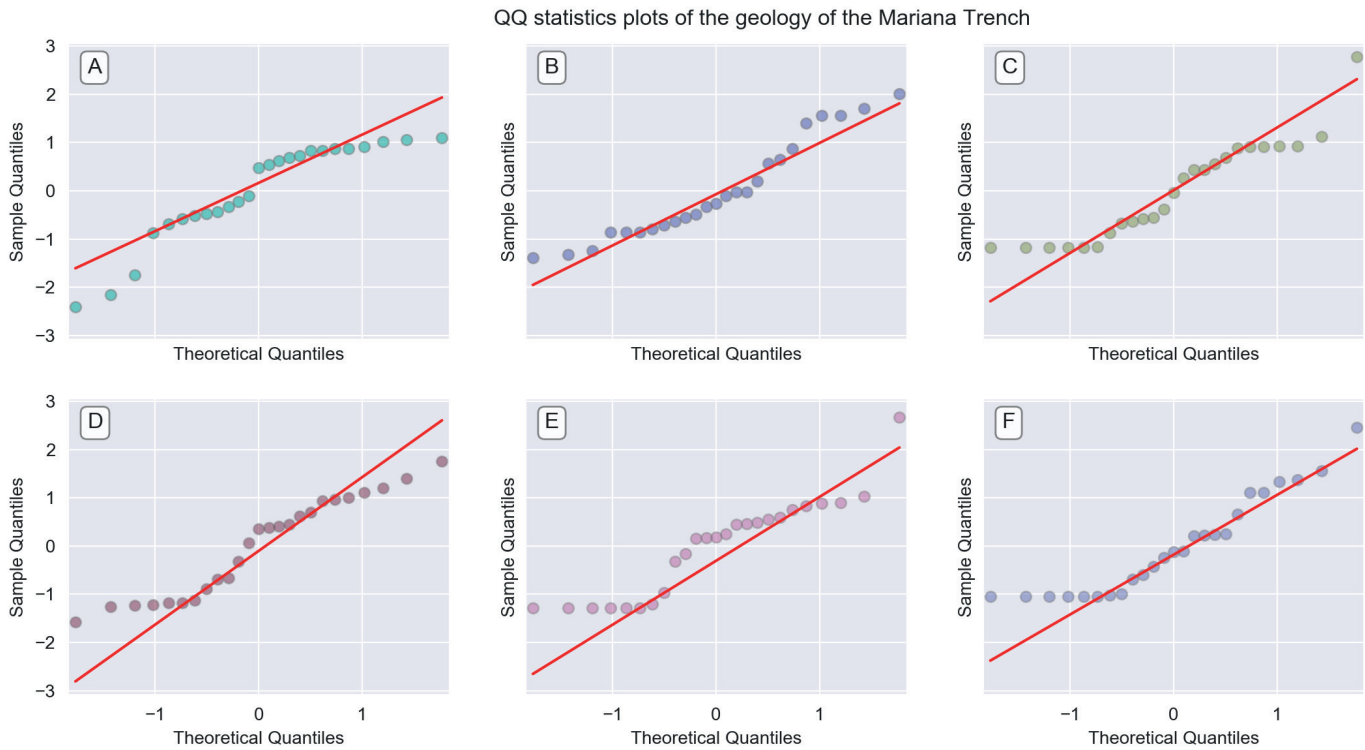 QQ statistics plots of the geology of the Mariana Trench
A
3
2
1
0
−1
−2
−3
Sample Quantiles
Theoretical Quantiles
B
Sample Quantiles
Theoretical Quantiles
C
Sample Quantiles
Theoretical Quantiles
D
3
2
1
0
−1
−2
−3
Sample Quantiles
−1 0 1
Theoretical Quantiles
E
Sample Quantiles
−1 0 1
Theoretical Quantiles
F
Sample Quantiles
−1 0 1
Theoretical Quantiles